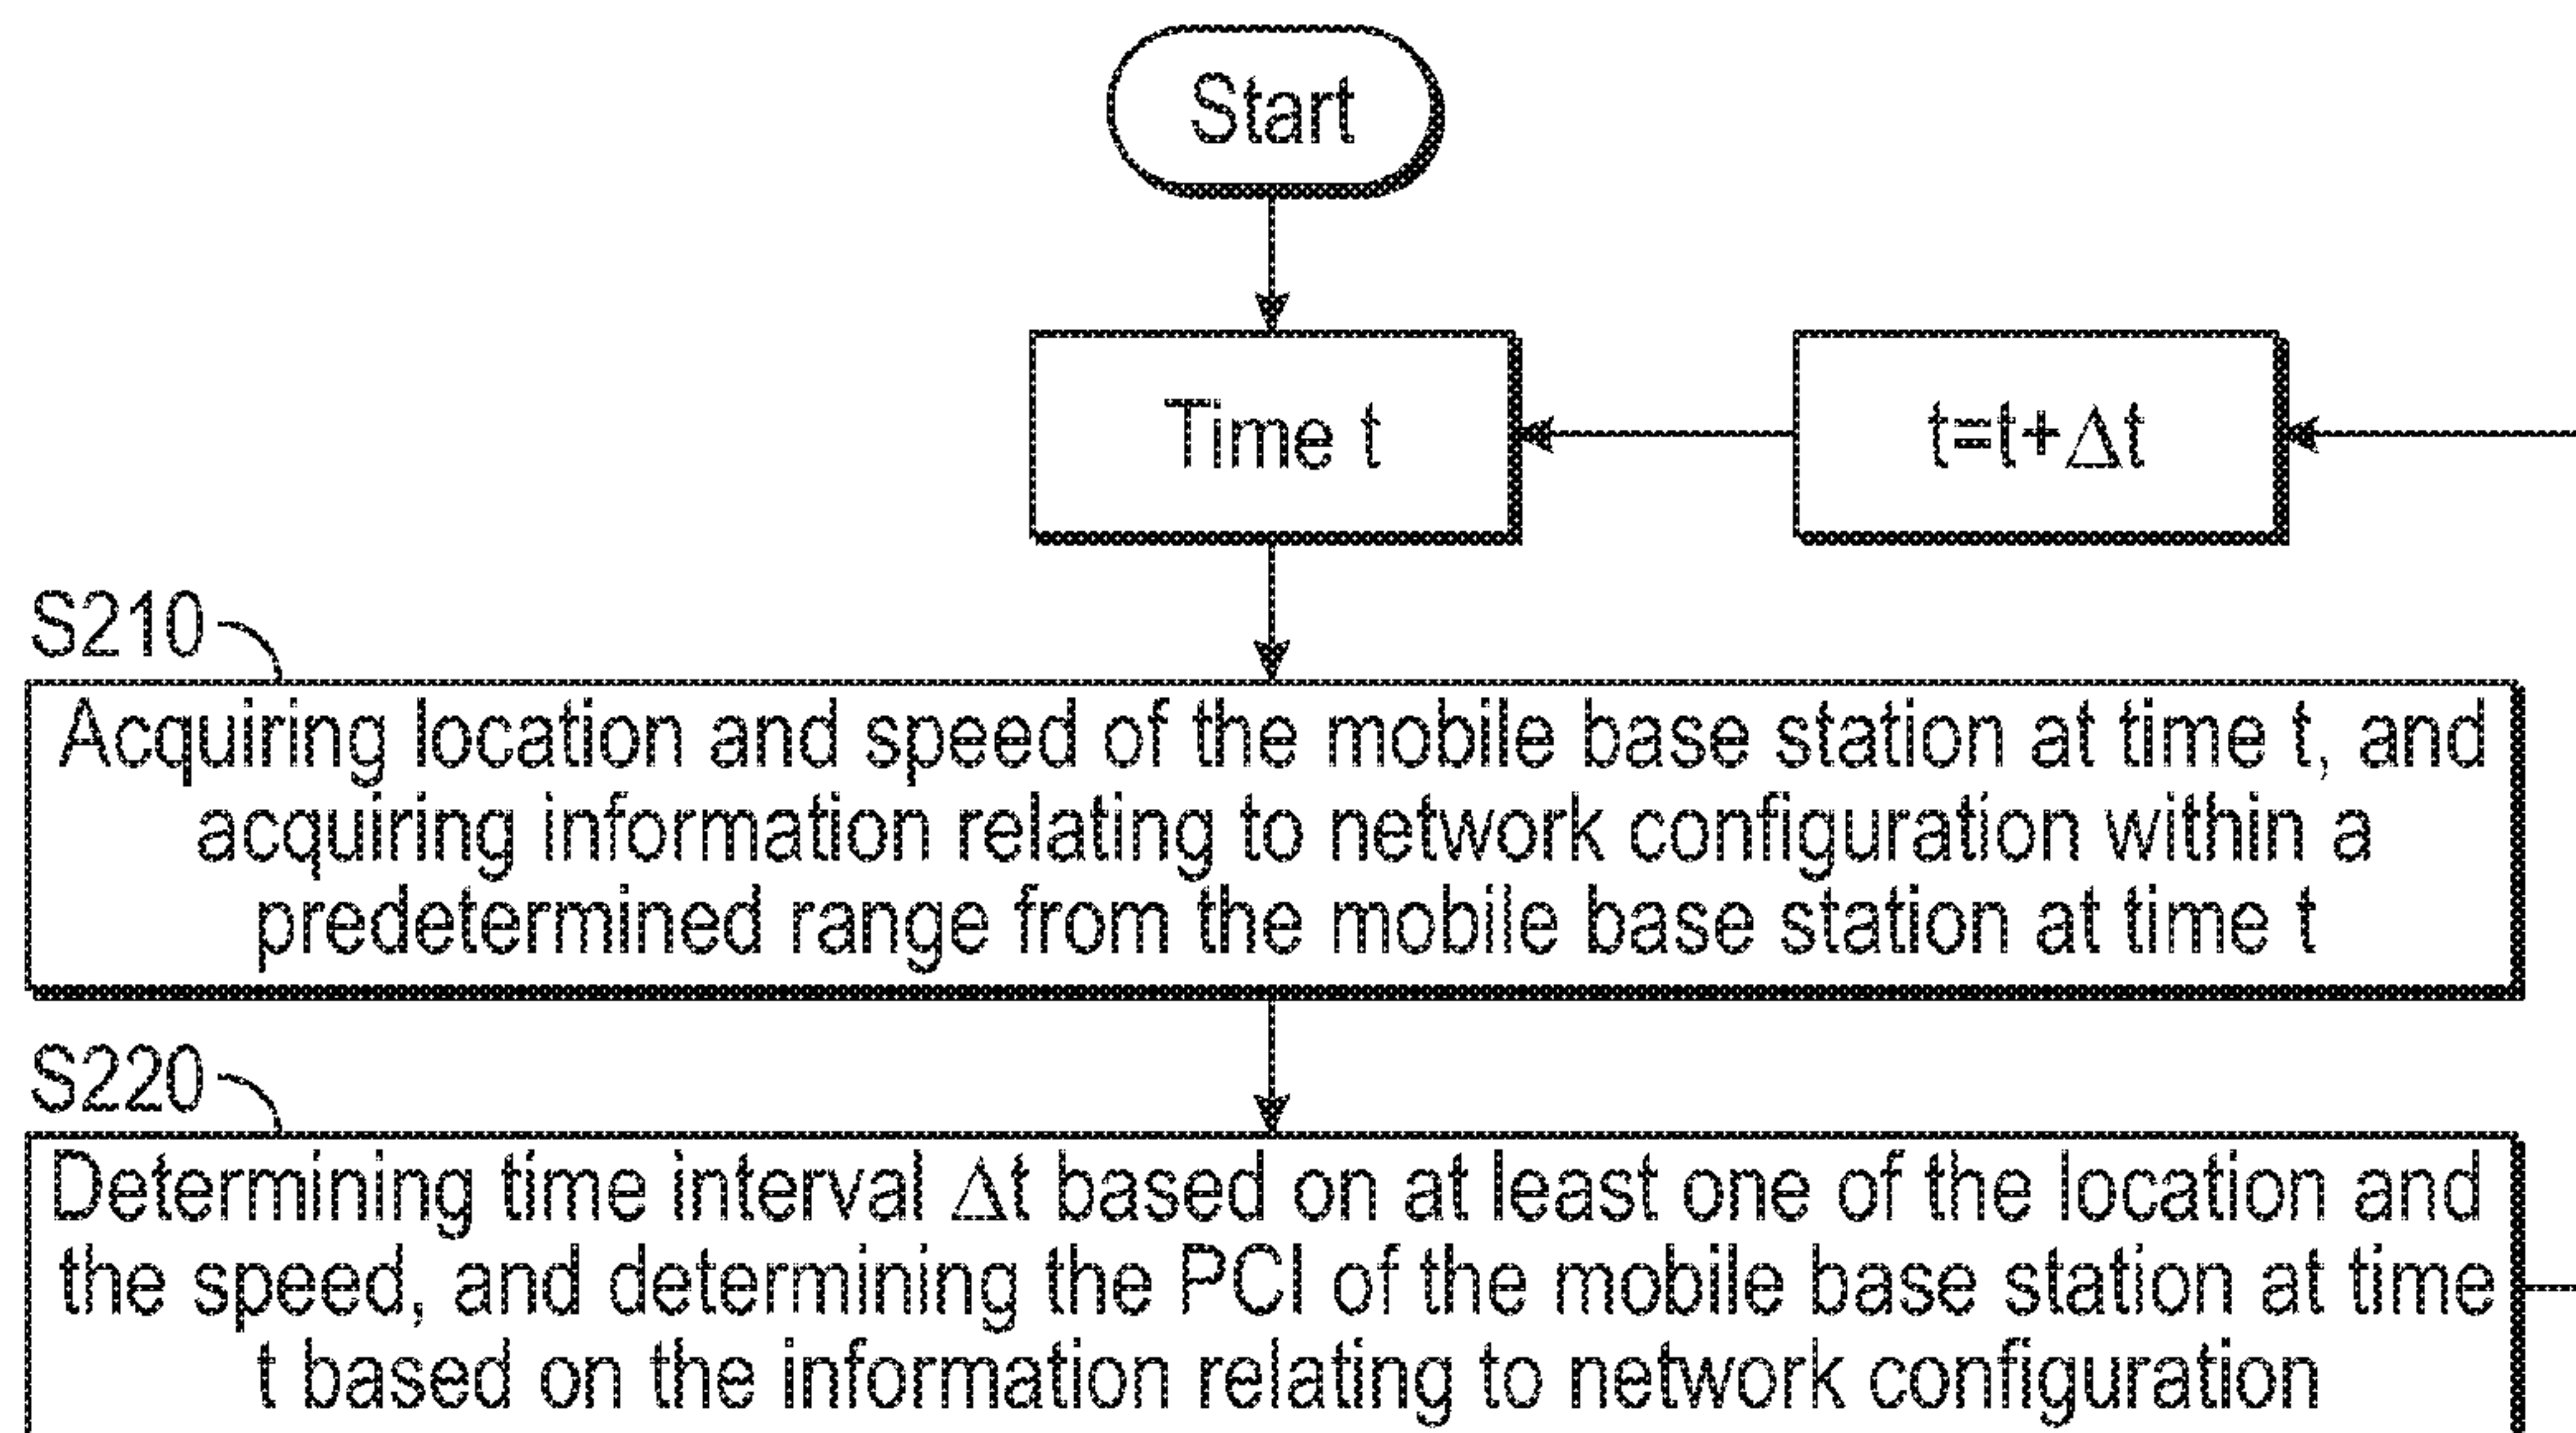 Start
Time t
t=t+Δt
S210
Acquiring location and speed of the mobile base station at time t, and
acquiring information relating to network configuration within a
predetermined range from the mobile base station at time t
S220
Determining time interval Δt based on at least one of the location and
the speed, and determining the PCI of the mobile base station at time
t based on the information relating to network configuration